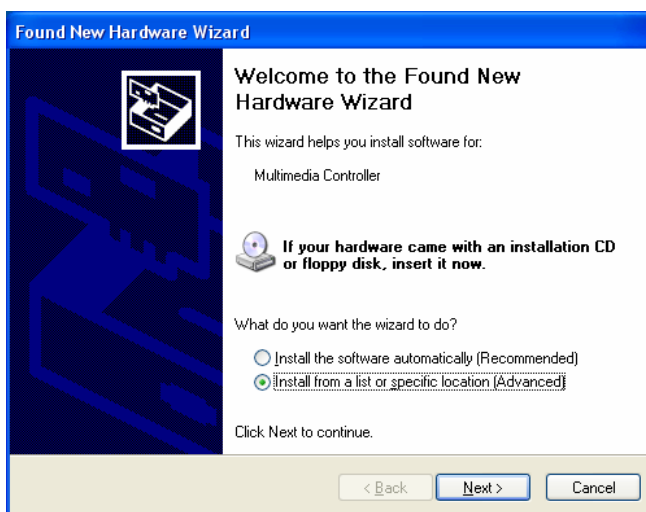 Found New Hardware Wizard
Welcome to the Found New
Hardware Wizard
This wizard helps you install software for:
Multimedia Controller
If your hardware came with an installation CD
or floppy disk, insert it now.
What do you want the wizard to do?
Install the software automatically (Recommended)
Install from a list or specific location (Advanced)
Click Next to continue.
< Back Next > Cancel